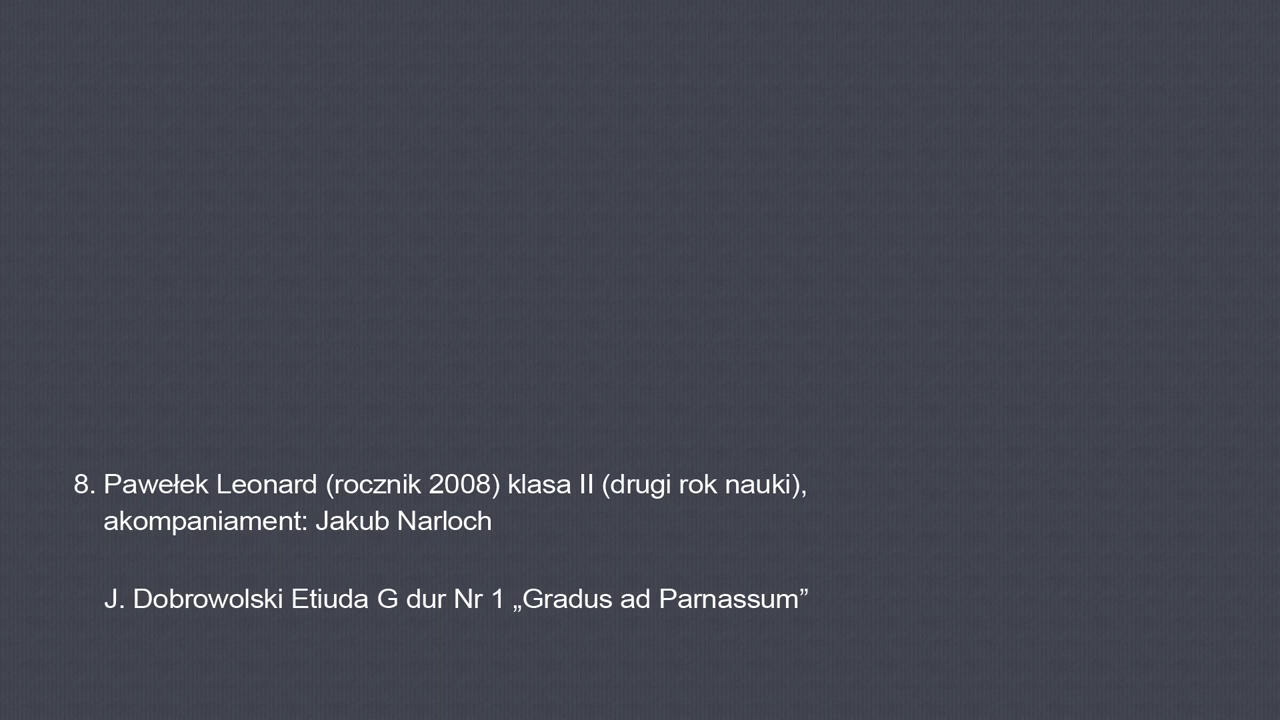 8. Pawełek Leonard (rocznik 2008) klasa II (drugi rok nauki),
akompaniament: Jakub Narloch
J. Dobrowolski Etiuda G dur Nr 1 „Gradus ad Parnassum”